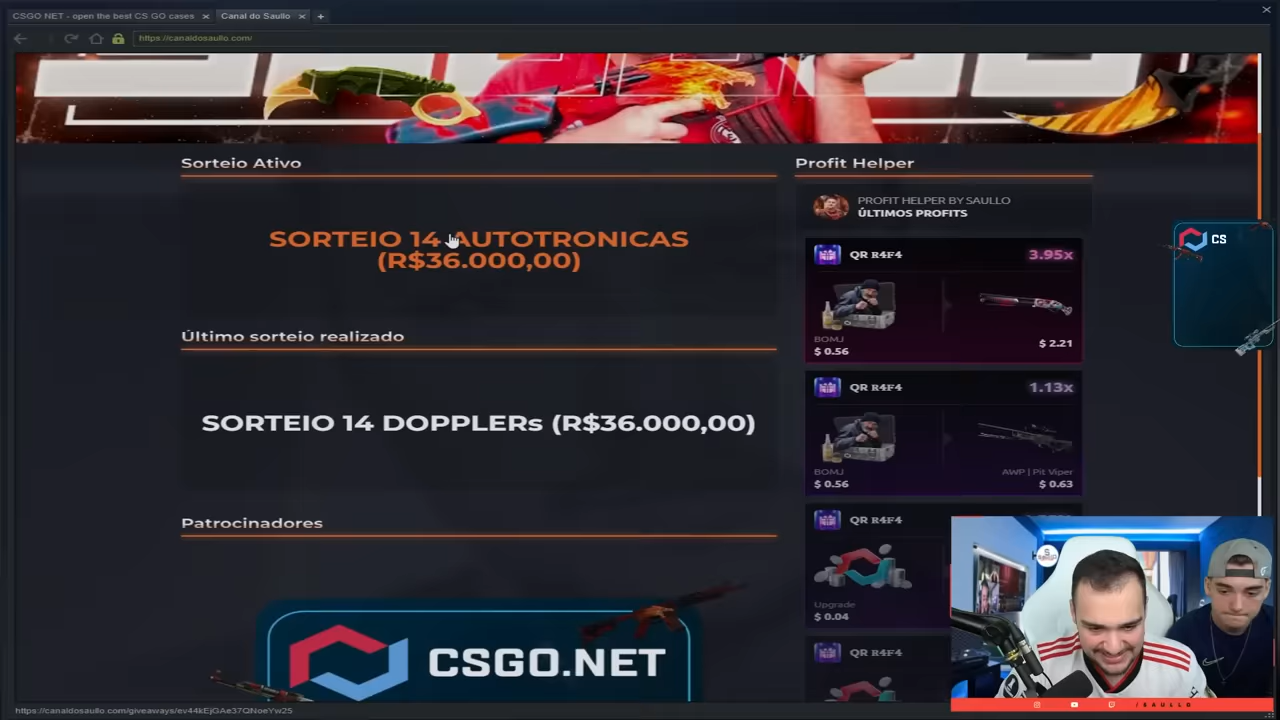 CSGO NET - open the best CS GO cases
Canal do Saullo
https://canaldosaullo.com/
Sorteio Ativo
SORTEIO 14 AUTOTRONICAS
(R$36.000,00)
Último sorteio realizado
SORTEIO 14 DOPPLERs (R$36.000,00)
Patrocinadores
CSGO.NET
Profit Helper
PROFIT HELPER BY SAULLO
ÚLTIMOS PROFITS
QR R4F4
3.95x
BOMJ
$ 0.56
$ 2.21
QR R4F4
1.13x
BOMJ
AWP | Pit Viper
$ 0.56
$ 0.63
QR R4F4
Upgrade
$ 0.04
QR R4F4
CS
/SAULLO
https://canaldosaullo.com/giveaways/ev44kEjGAe37QNoeYw25